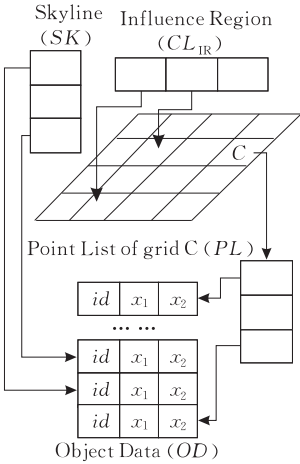 Skyline
(SK)
Influence Region
(CL_IR)
C
Point List of grid C (PL)
id x₁ x₂
... ...
id x₁ x₂
id x₁ x₂
id x₁ x₂
Object Data (OD)